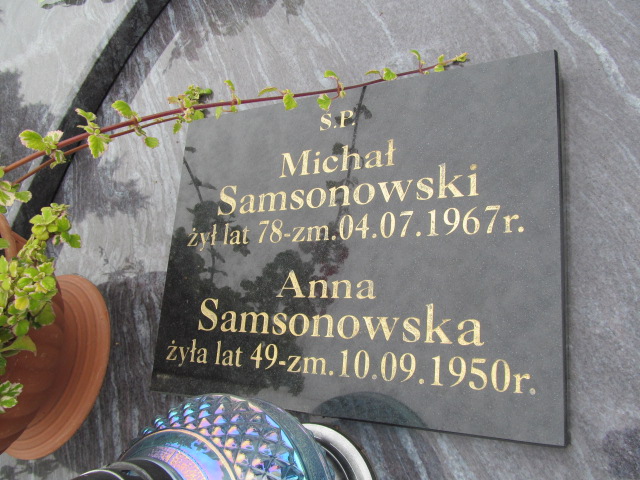 Ś.P.
Michał
Samsonowski
żył lat 78-zm.04.07.1967r.
Anna
Samsonowska
żyła lat 49-zm.10.09.1950r.